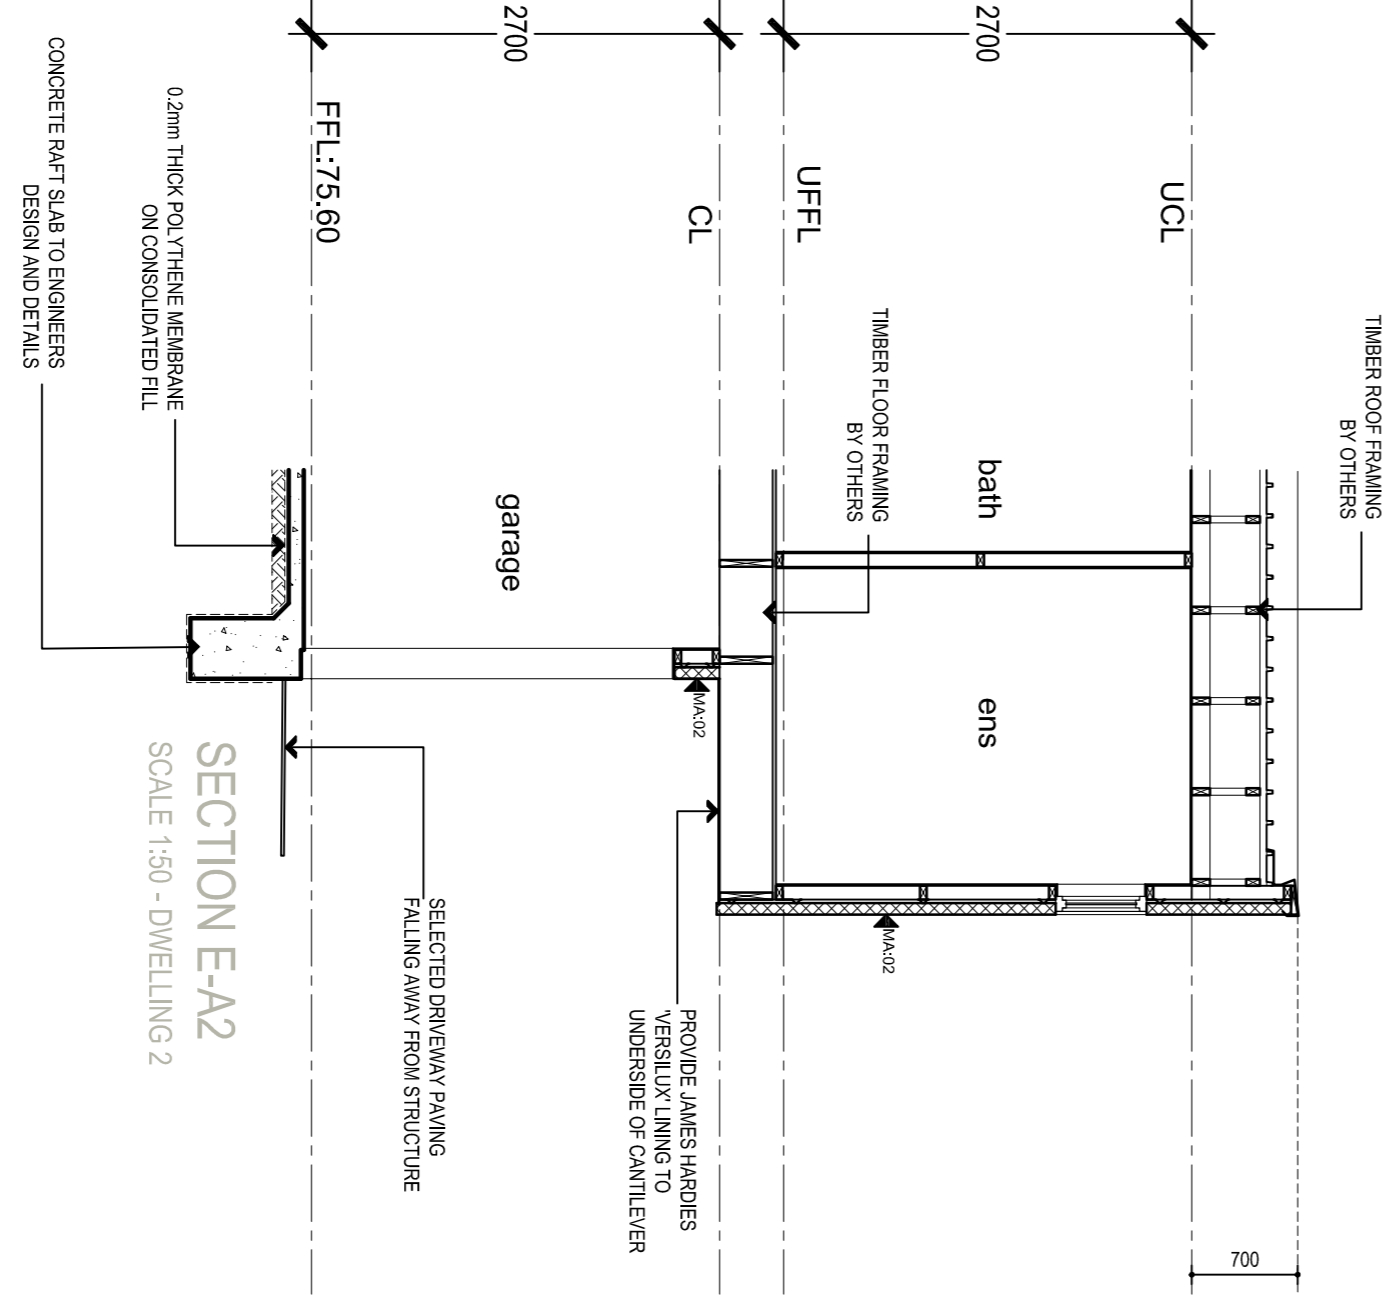 TIMBER ROOF FRAMING
BY OTHERS
700
2700
UCL
bath
ens
MA:02
TIMBER FLOOR FRAMING
BY OTHERS
UFFL
CL
MA:02
PROVIDE JAMES HARDIES
'VERSILUX' LINING TO
UNDERSIDE OF CANTILEVER
2700
garage
SELECTED DRIVEWAY PAVING
FALLING AWAY FROM STRUCTURE
FFL:75.60
0.2mm THICK POLYTHENE MEMBRANE
ON CONSOLIDATED FILL
CONCRETE RAFT SLAB TO ENGINEERS
DESIGN AND DETAILS
SECTION E-A2
SCALE 1:50 - DWELLING 2